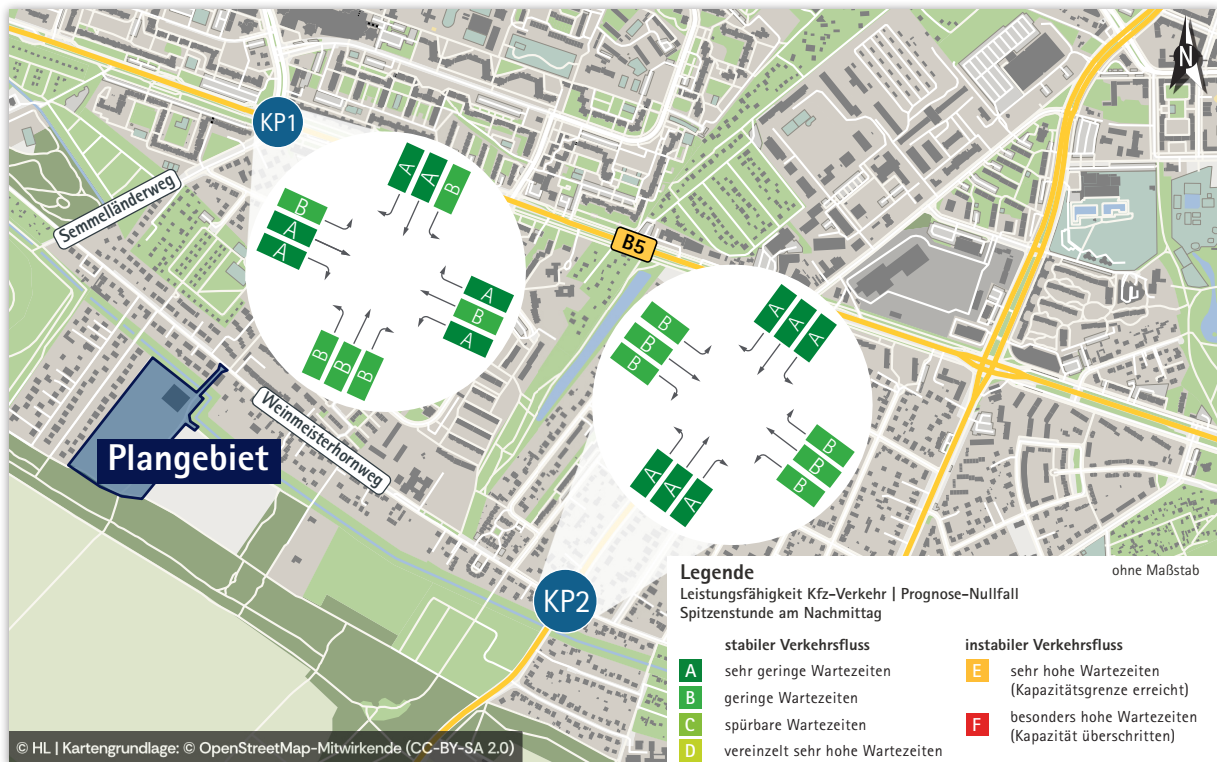 N
KP1
A
A
B
Semmelländerweg
B
A
A
A
B
A
B
B
B
B5
A
A
A
B
B
B
B
B
B
A
A
A
Weinmeisterhornweg
Plangebiet
KP2
Legende
ohne Maßstab
Leistungsfähigkeit Kfz-Verkehr | Prognose-Nullfall
Spitzenstunde am Nachmittag
stabiler Verkehrsfluss
A sehr geringe Wartezeiten
B geringe Wartezeiten
C spürbare Wartezeiten
D vereinzelt sehr hohe Wartezeiten
instabiler Verkehrsfluss
E sehr hohe Wartezeiten
(Kapazitätsgrenze erreicht)
F besonders hohe Wartezeiten
(Kapazität überschritten)
© HL | Kartengrundlage: © OpenStreetMap-Mitwirkende (CC-BY-SA 2.0)